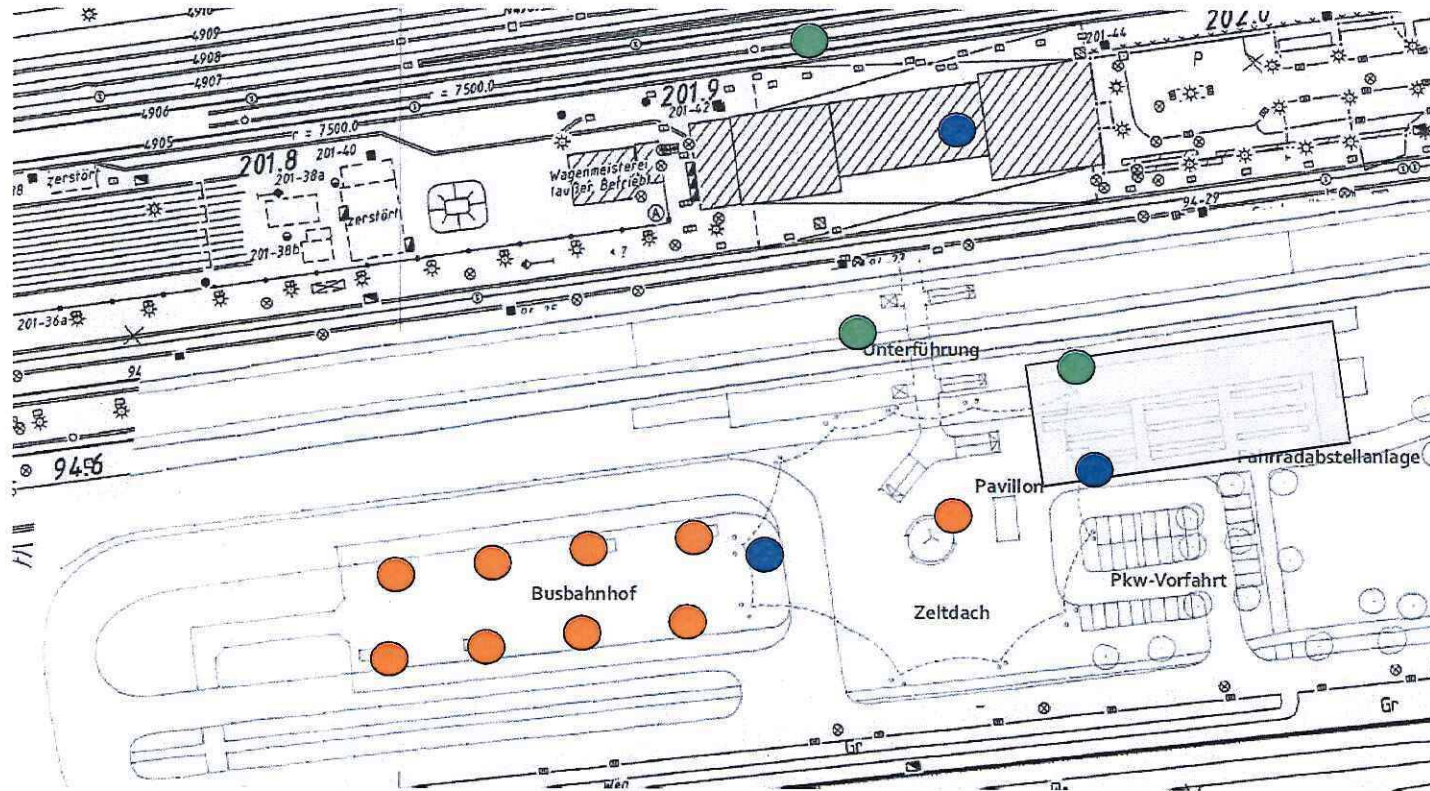 4910
4909
4908
4907
4906
4905
r = 7500.0
r = 7500.0
201.9
201-42
201-44
202.0
P
201.8
201-40
201-38a
zerstört
zerstört
201-38b
201-36a
Wagenmeisterei
(außer Betrieb)
A
94-29
94
94.6
Unterführung
Fahrradabstellanlage
Pavillon
Busbahnhof
Pkw-Vorfahrt
Zeltdach
Gr
Gr